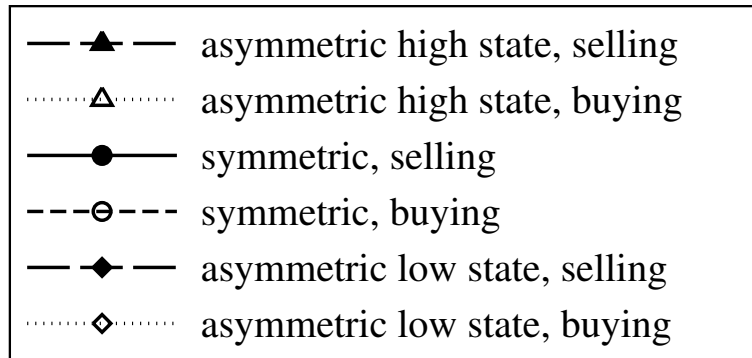 asymmetric high state, selling
asymmetric high state, buying
symmetric, selling
symmetric, buying
asymmetric low state, selling
asymmetric low state, buying